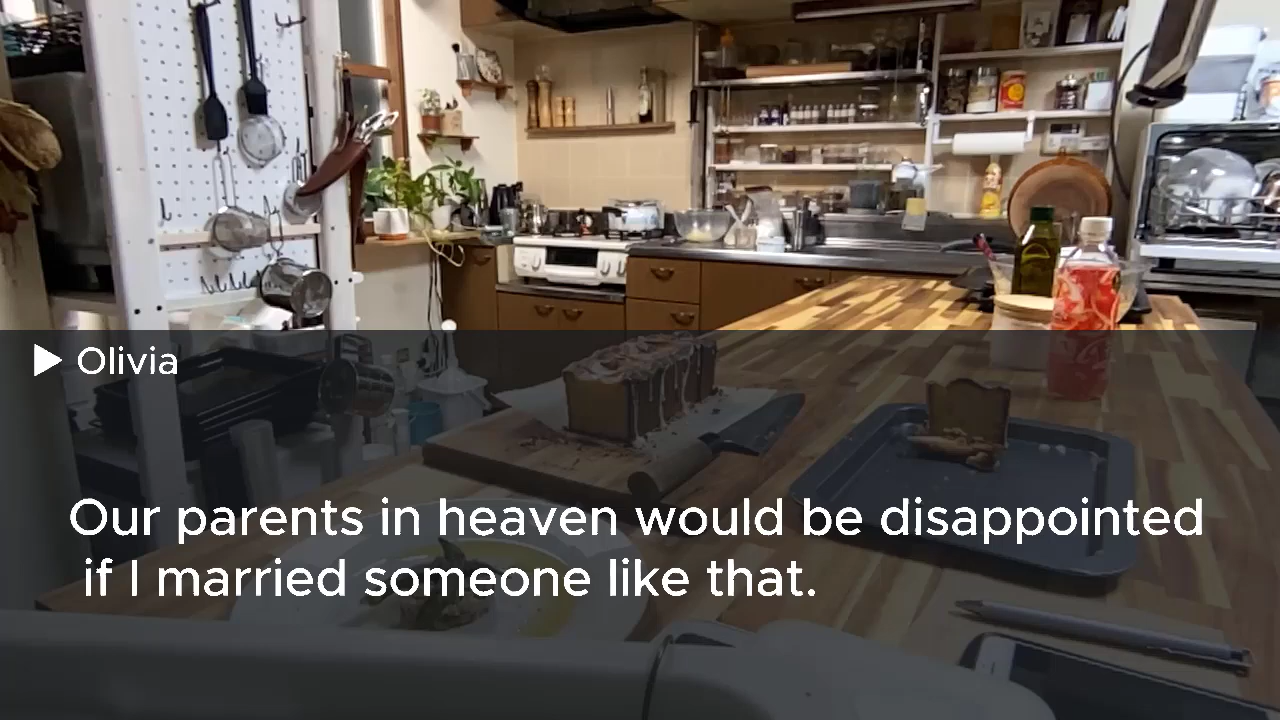 Olivia
Our parents in heaven would be disappointed
if I married someone like that.